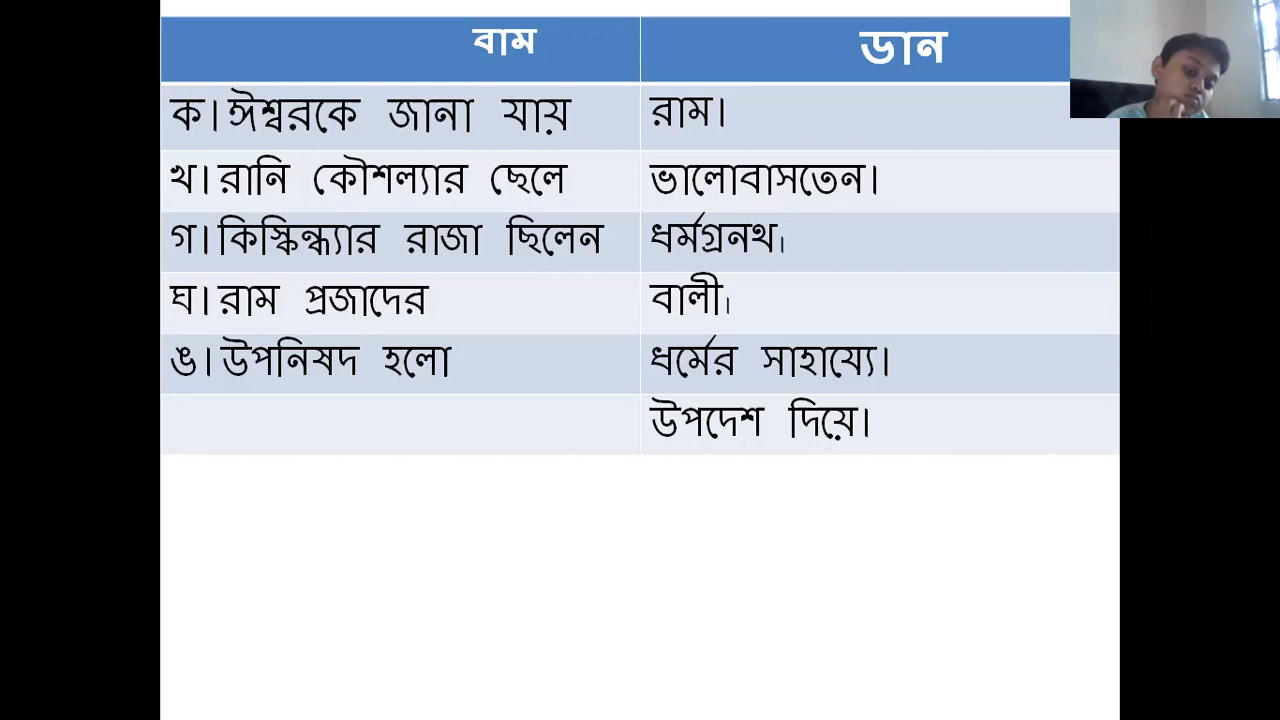 বাম ডান
ক। ঈশ্বরকে জানা যায় রাম।
খ। রানি কৌশল্যার ছেলে ভালোবাসতেন।
গ। কিস্কিন্ধ্যার রাজা ছিলেন ধর্মগ্রনথ।
ঘ। রাম প্রজাদের বালী।
ঙ। উপনিষদ হলো ধর্মের সাহায্যে।
উপদেশ দিয়ে।